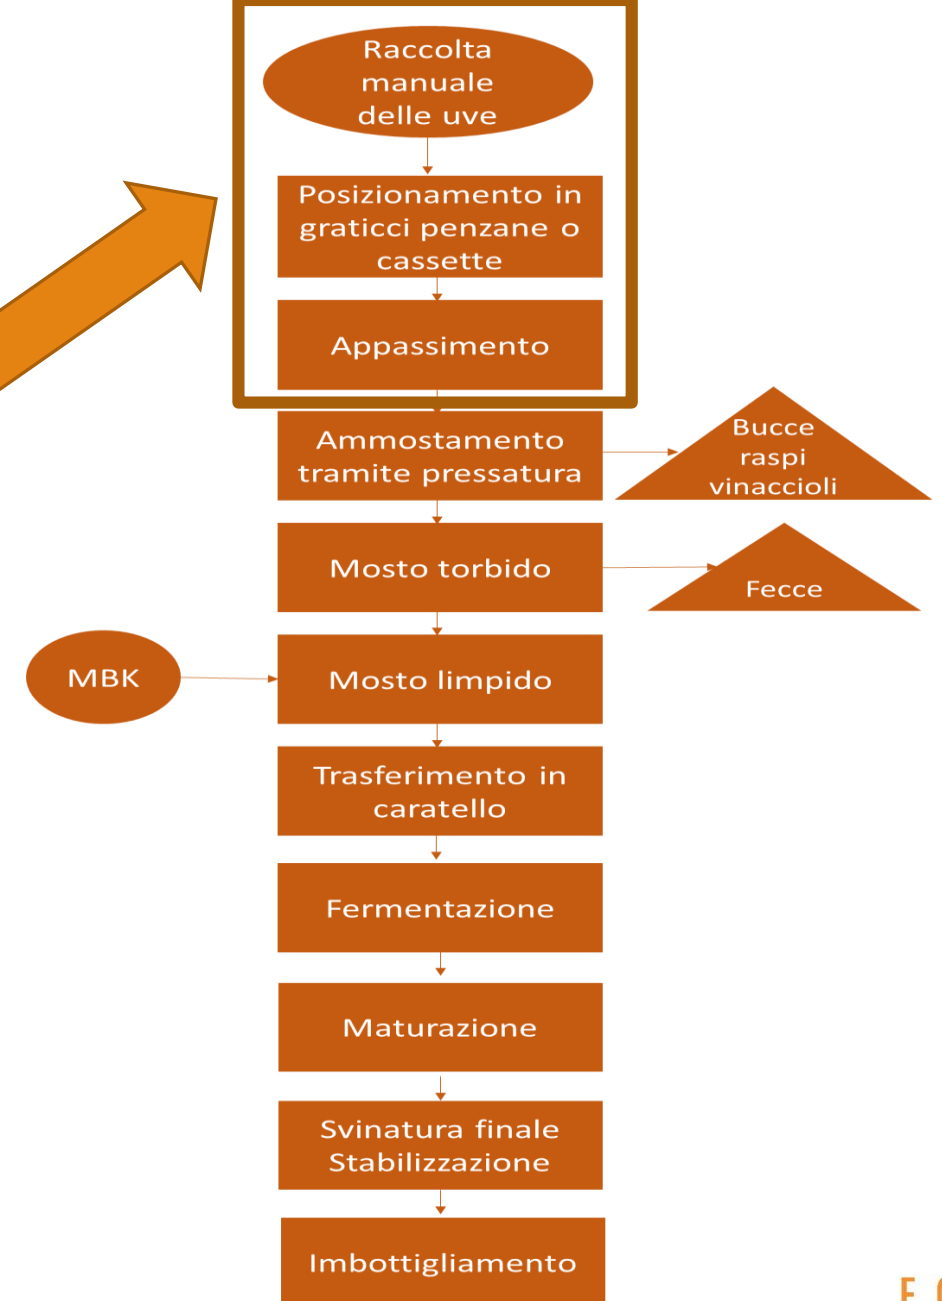 Raccolta
manuale
delle uve
Posizionamento in
graticci penzane o
cassette
Appassimento
Ammostamento
tramite pressatura
Bucce
raspi
vinaccioli
Mosto torbido
Fecce
MBK
Mosto limpido
Trasferimento in
caratello
Fermentazione
Maturazione
Svinatura finale
Stabilizzazione
Imbottigliamento